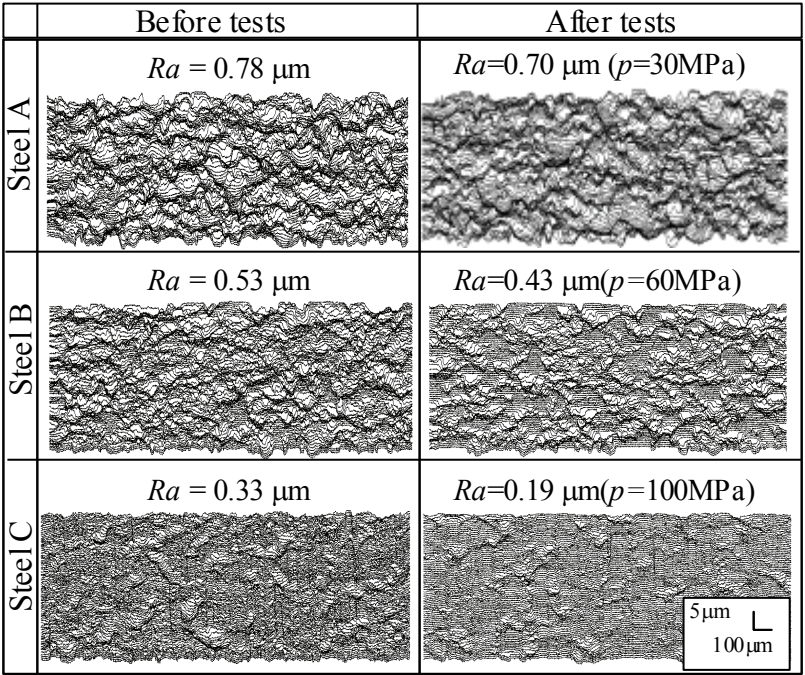 Before tests
After tests
Steel A
Ra = 0.78 μm
Ra=0.70 μm (p=30MPa)
Steel B
Ra = 0.53 μm
Ra=0.43 μm(p=60MPa)
Steel C
Ra = 0.33 μm
Ra=0.19 μm(p=100MPa)
5μm
100μm